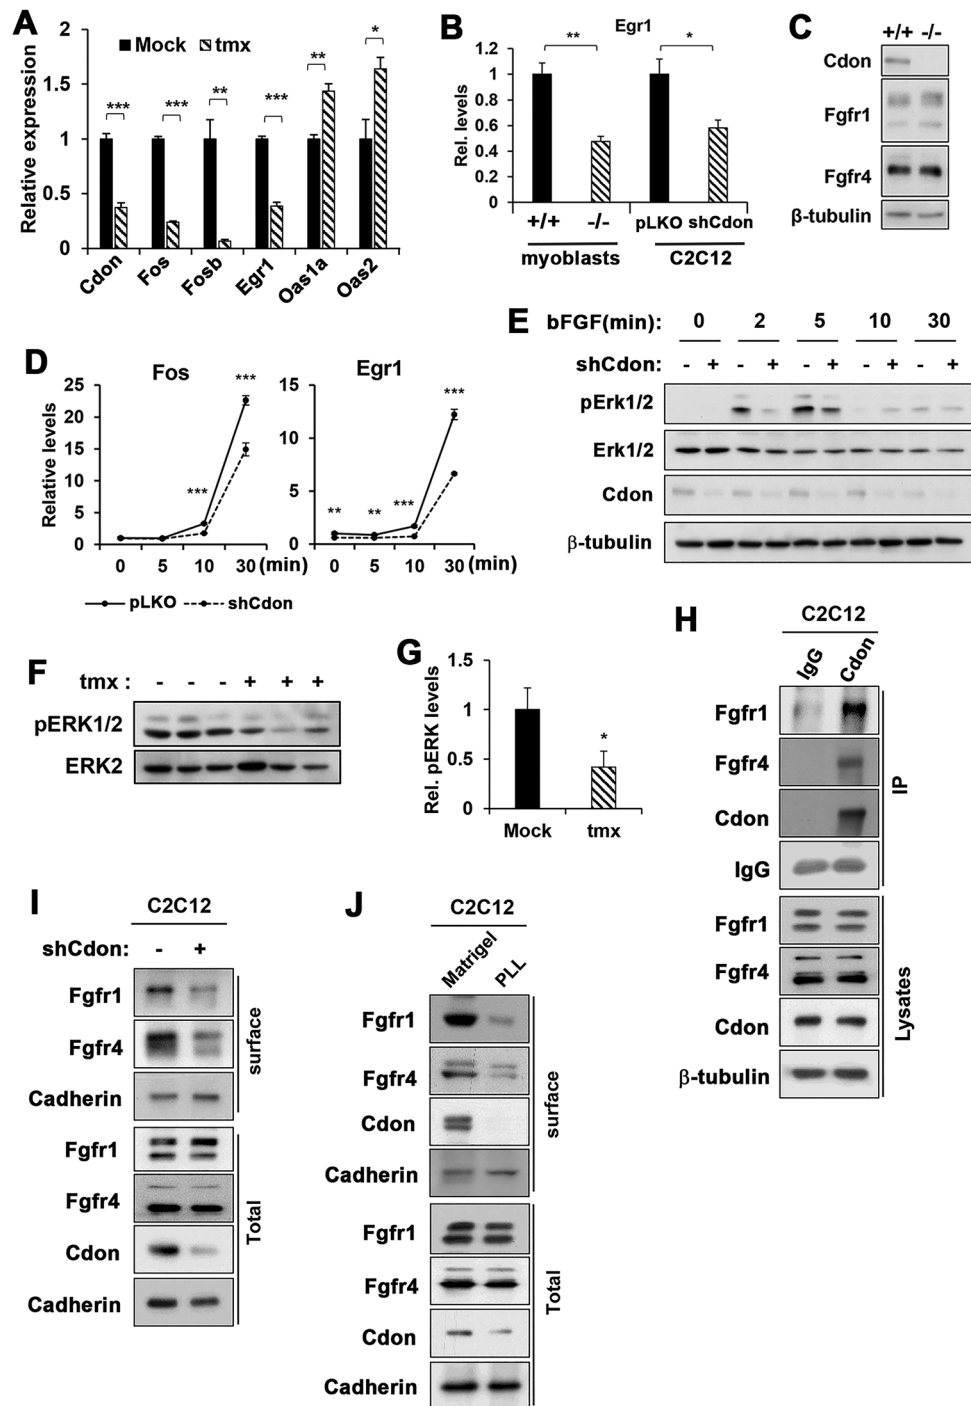 A
Relative expression
2
1.5
1
0.5
0
Mock tmx
*** *** ** *** ** *
Cdon Fos Fosb Egr1 Oas1a Oas2
B
Egr1
Rel. levels
1.2
1
0.8
0.6
0.4
0.2
0
** *
+/+ -/- pLKO shCdon
myoblasts C2C12
C
+/+ -/-
Cdon
Fgfr1
Fgfr4
β-tubulin
D
Relative levels
Fos
25
20
15
10
5
0
*** ***
0 5 10 30 (min)
Egr1
15
10
5
0
** ** *** ***
0 5 10 30 (min)
pLKO shCdon
E
bFGF(min): 0 2 5 10 30
shCdon: - + - + - + - + - +
pErk1/2
Erk1/2
Cdon
β-tubulin
F
tmx : - - - + + +
pERK1/2
ERK2
G
Rel. pERK levels
1.5
1
0.5
0
*
Mock tmx
H
C2C12
IgG Cdon
Fgfr1
Fgfr4
Cdon
IgG
IP
Fgfr1
Fgfr4
Cdon
β-tubulin
Lysates
I
C2C12
shCdon: - +
Fgfr1
Fgfr4
Cadherin
surface
Fgfr1
Fgfr4
Cdon
Cadherin
Total
J
C2C12
Matrigel PLL
Fgfr1
Fgfr4
Cdon
Cadherin
surface
Fgfr1
Fgfr4
Cdon
Cadherin
Total